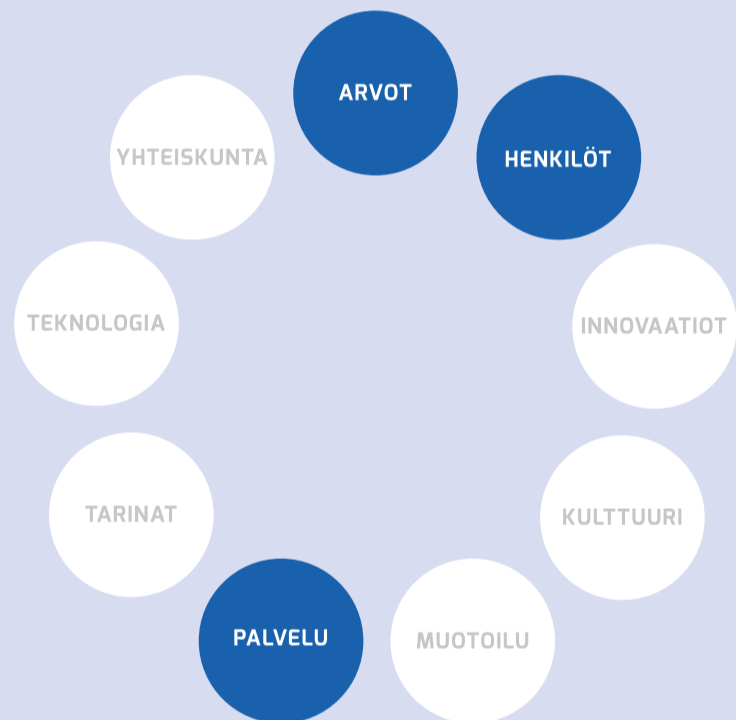 ARVOT
HENKILÖT
INNOVAATIOT
KULTTUURI
MUOTOILU
PALVELU
TARINAT
TEKNOLOGIA
YHTEISKUNTA